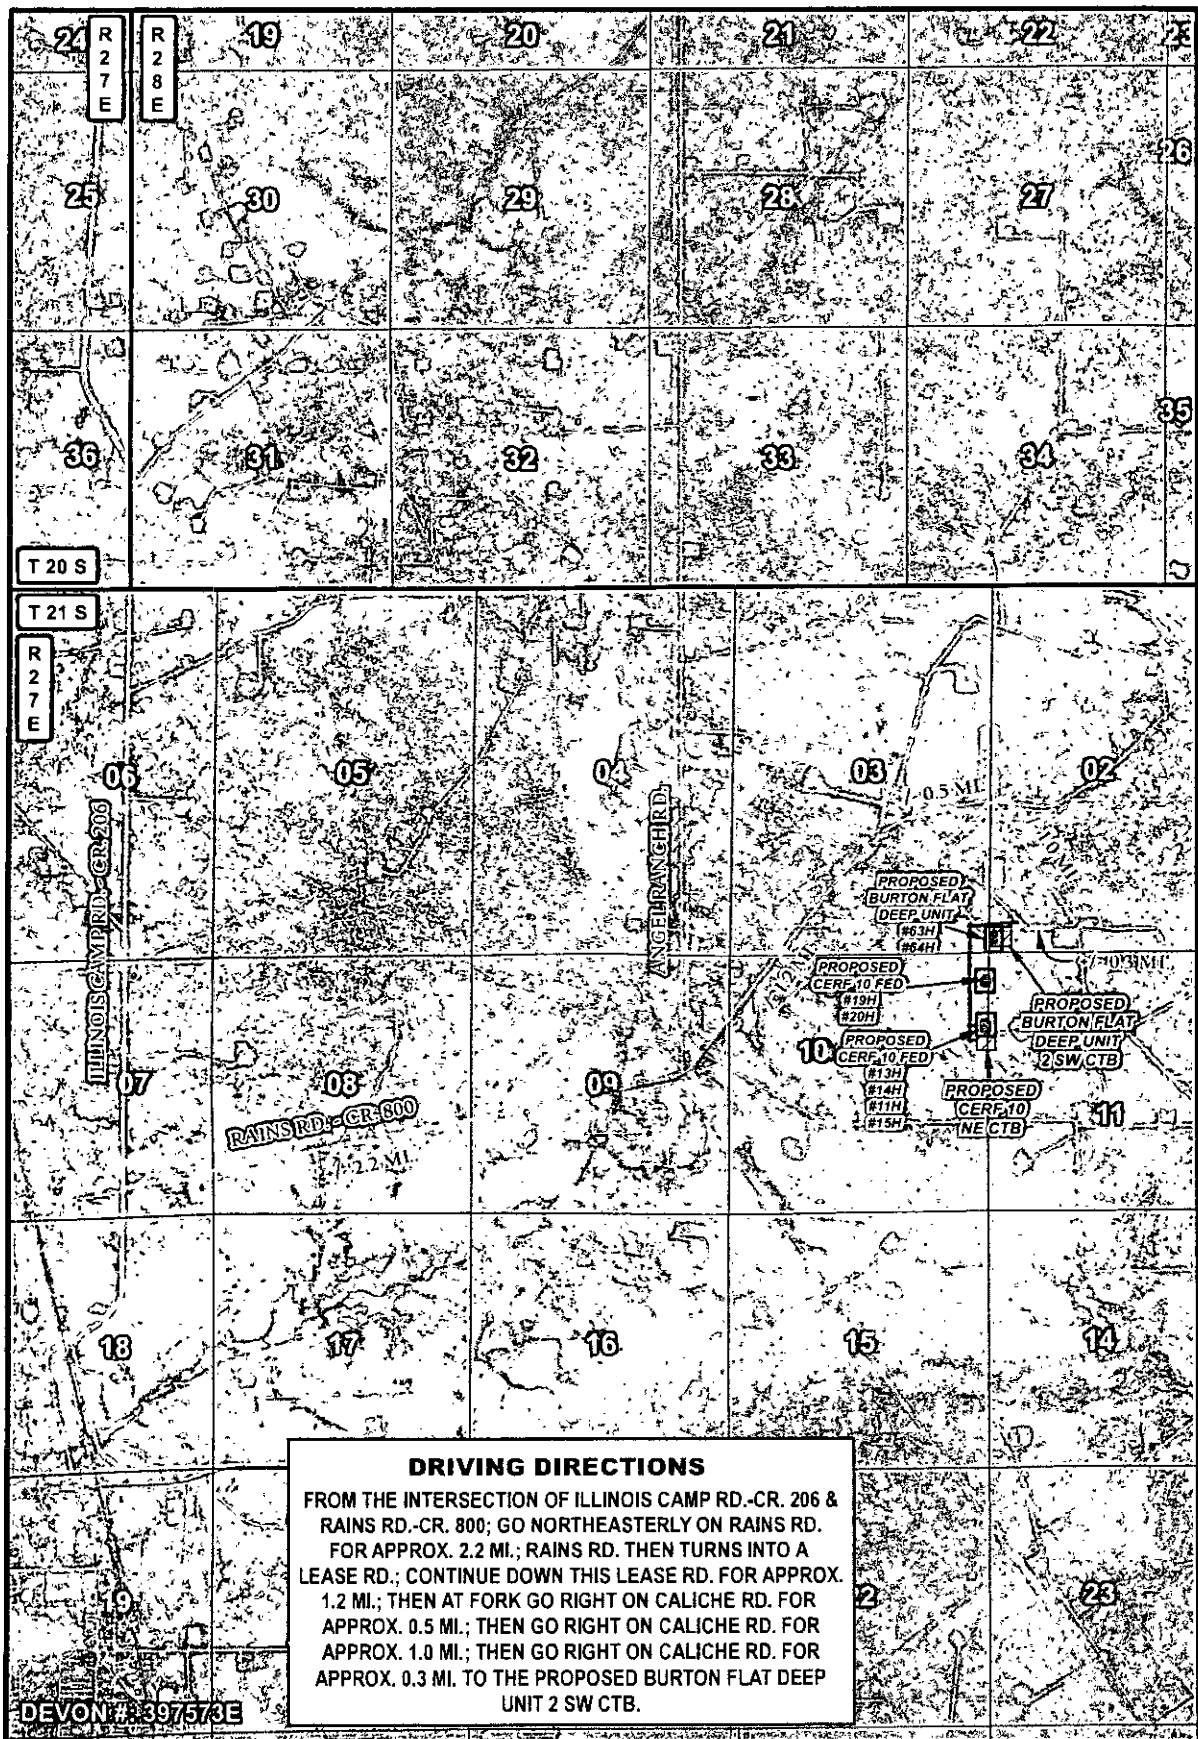 24
R
27
E
R
28
E
19
20
21
22
23
25
30
29
28
27
26
36
31
32
33
34
35
T 20 S
T 21 S
R
27
E
06
05
04
03
02
0.5 MI.
ILLINOIS CAMP RD.-CR. 206
ANGEL RANCH RD.
PROPOSED
BURTON FLAT
DEEP UNIT
#63H
#64H
1.2 MI.
0.3 MI.
PROPOSED
CERF 10 FED
#19H
#20H
PROPOSED
BURTON FLAT
DEEP UNIT
2 SW CTB
PROPOSED
CERF 10 FED
#13H
#14H
#11H
#15H
PROPOSED
CERF 10
NE CTB
07
08
09
10
11
RAINS RD.-CR. 800
2.2 MI.
18
17
16
15
14
19
23
DRIVING DIRECTIONS
FROM THE INTERSECTION OF ILLINOIS CAMP RD.-CR. 206 &
RAINS RD.-CR. 800; GO NORTHEASTERLY ON RAINS RD.
FOR APPROX. 2.2 MI.; RAINS RD. THEN TURNS INTO A
LEASE RD.; CONTINUE DOWN THIS LEASE RD. FOR APPROX.
1.2 MI.; THEN AT FORK GO RIGHT ON CALICHE RD. FOR
APPROX. 0.5 MI.; THEN GO RIGHT ON CALICHE RD. FOR
APPROX. 1.0 MI.; THEN GO RIGHT ON CALICHE RD. FOR
APPROX. 0.3 MI. TO THE PROPOSED BURTON FLAT DEEP
UNIT 2 SW CTB.
DEVON #: 397573E